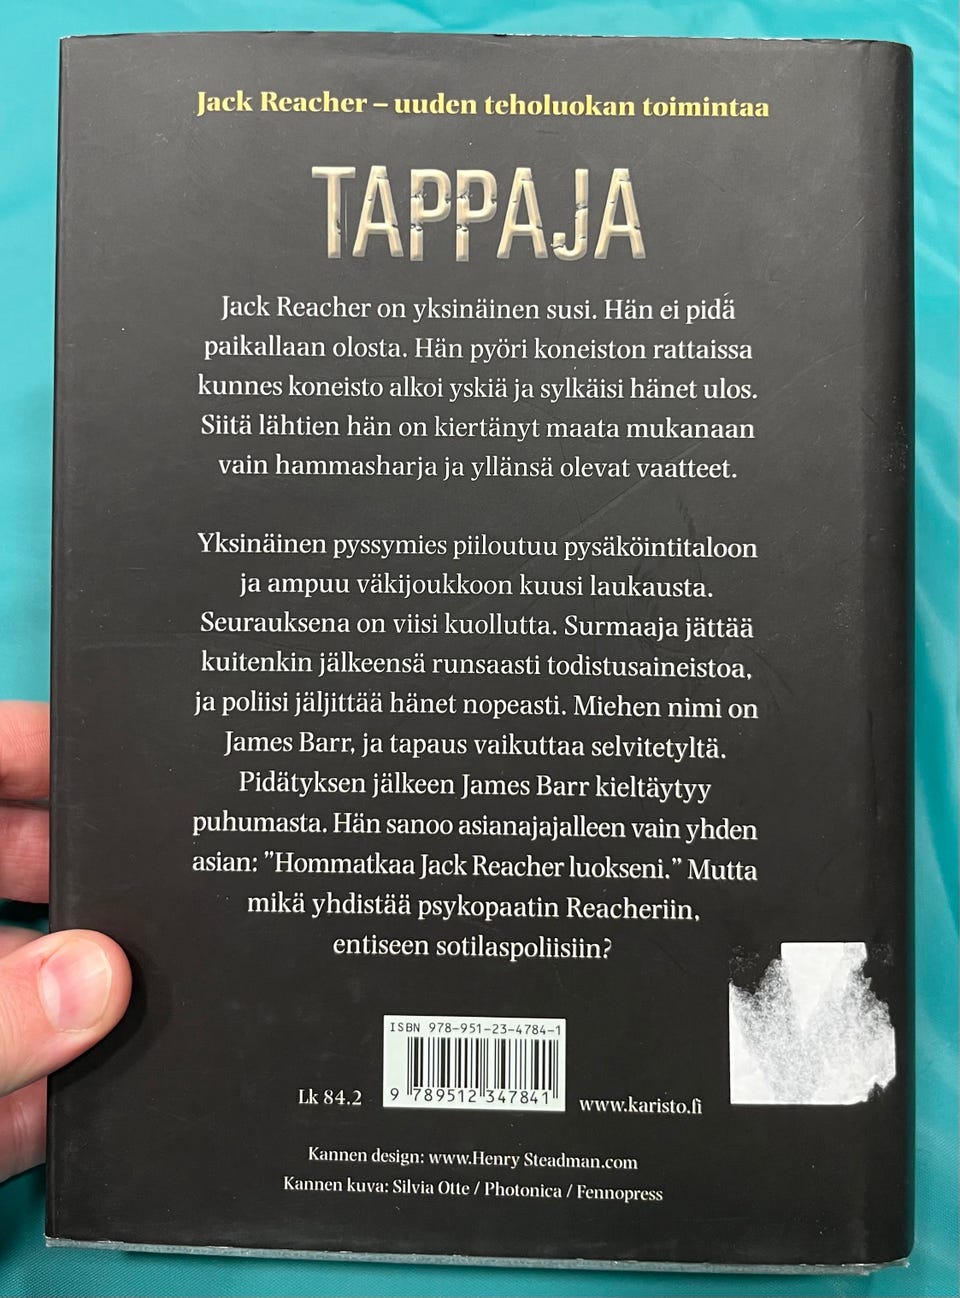 Jack Reacher – uuden teholuokan toimintaa
TAPPAJA
Jack Reacher on yksinäinen susi. Hän ei pidä
paikallaan olosta. Hän pyöri koneiston rattaissa
kunnes koneisto alkoi yskiä ja sylkäisi hänet ulos.
Siitä lähtien hän on kiertänyt maata mukanaan
vain hammasharja ja yllänsä olevat vaatteet.
Yksinäinen pyssymies piiloutuu pysäköintitaloon
ja ampuu väkijoukkoon kuusi laukausta.
Seurauksena on viisi kuollutta. Surmaaja jättää
kuitenkin jälkeensä runsaasti todistusaineistoa,
ja poliisi jäljittää hänet nopeasti. Miehen nimi on
James Barr, ja tapaus vaikuttaa selvitetyltä.
Pidätyksen jälkeen James Barr kieltäytyy
puhumasta. Hän sanoo asianajajalleen vain yhden
asian: ”Hommatkaa Jack Reacher luokseni.” Mutta
mikä yhdistää psykopaatin Reacheriin,
entiseen sotilaspoliisiin?
ISBN 978-951-23-4784-1
9 789512 347841
Lk 84.2
www.karisto.fi
Kannen design: www.Henry Steadman.com
Kannen kuva: Silvia Otte / Photonica / Fennopress